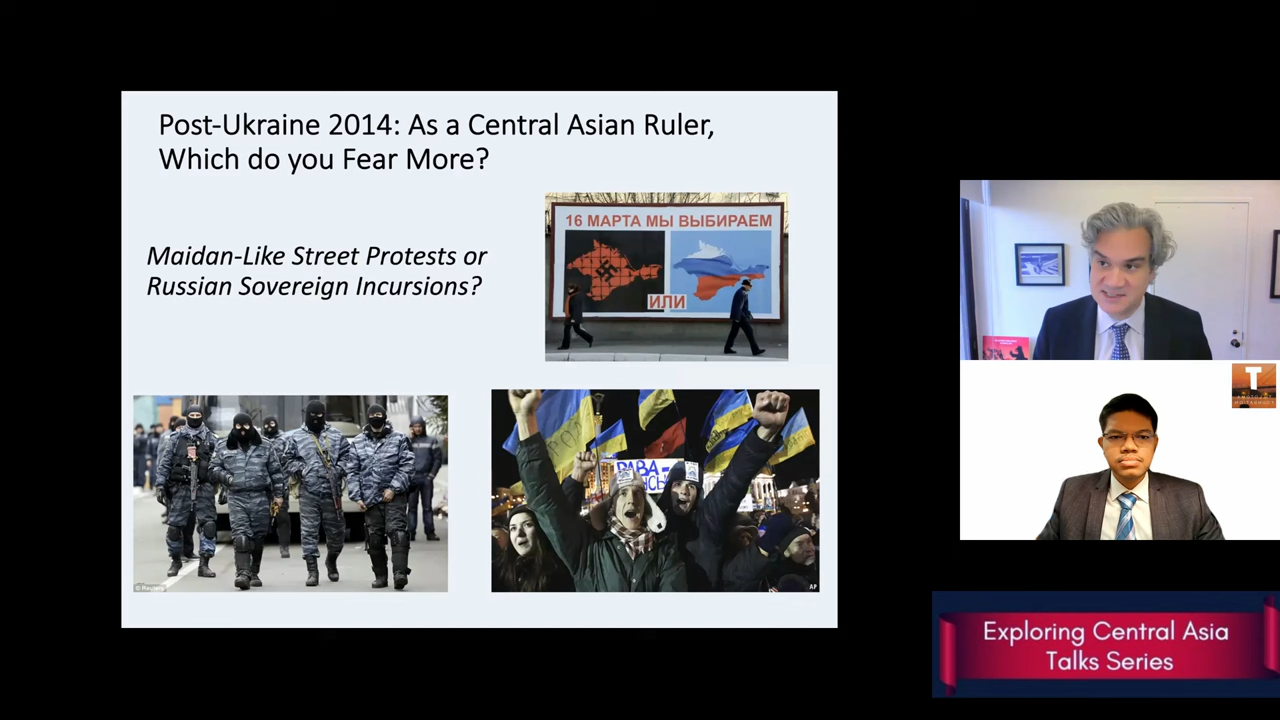 Post-Ukraine 2014: As a Central Asian Ruler,
Which do you Fear More?
Maidan-Like Street Protests or
Russian Sovereign Incursions?
16 МАРТА МЫ ВЫБИРАЕМ
ИЛИ
AP
T
Exploring Central Asia
Talks Series